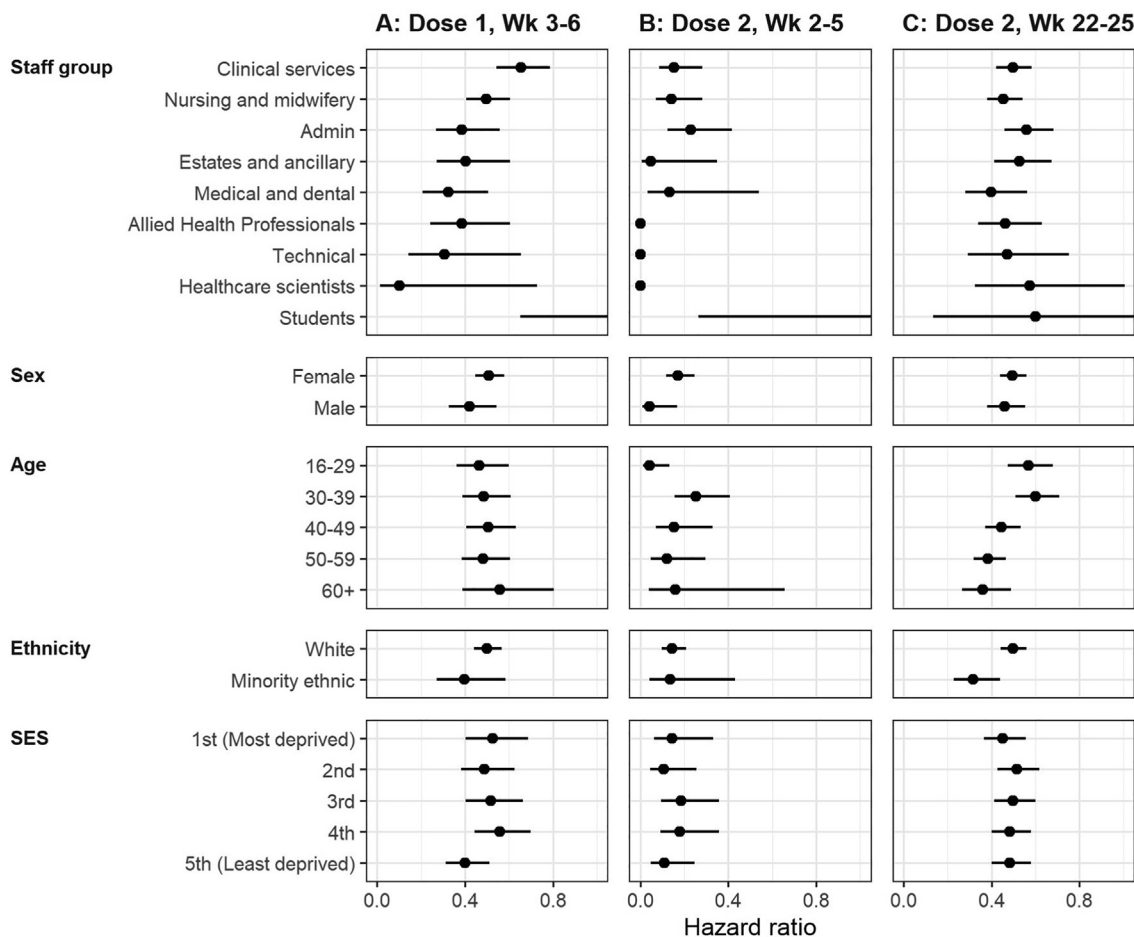 A: Dose 1, Wk 3-6 B: Dose 2, Wk 2-5 C: Dose 2, Wk 22-25
Staff group
Clinical services
Nursing and midwifery
Admin
Estates and ancillary
Medical and dental
Allied Health Professionals
Technical
Healthcare scientists
Students
Sex
Female
Male
Age
16-29
30-39
40-49
50-59
60+
Ethnicity
White
Minority ethnic
SES
1st (Most deprived)
2nd
3rd
4th
5th (Least deprived)
0.0 0.4 0.8 0.0 0.4 0.8 0.0 0.4 0.8
Hazard ratio